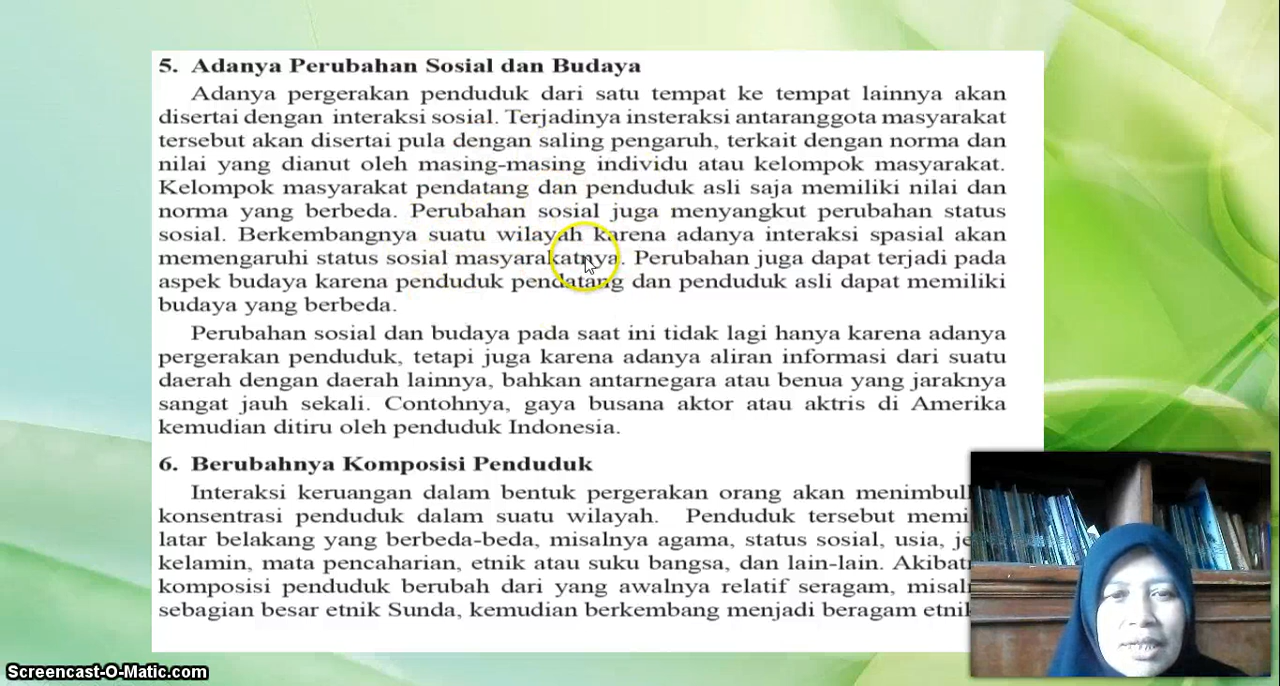 5. Adanya Perubahan Sosial dan Budaya
Adanya pergerakan penduduk dari satu tempat ke tempat lainnya akan
disertai dengan interaksi sosial. Terjadinya insteraksi antaranggota masyarakat
tersebut akan disertai pula dengan saling pengaruh, terkait dengan norma dan
nilai yang dianut oleh masing-masing individu atau kelompok masyarakat.
Kelompok masyarakat pendatang dan penduduk asli saja memiliki nilai dan
norma yang berbeda. Perubahan sosial juga menyangkut perubahan status
sosial. Berkembangnya suatu wilayah karena adanya interaksi spasial akan
memengaruhi status sosial masyarakatnya. Perubahan juga dapat terjadi pada
aspek budaya karena penduduk pendatang dan penduduk asli dapat memiliki
budaya yang berbeda.
Perubahan sosial dan budaya pada saat ini tidak lagi hanya karena adanya
pergerakan penduduk, tetapi juga karena adanya aliran informasi dari suatu
daerah dengan daerah lainnya, bahkan antarnegara atau benua yang jaraknya
sangat jauh sekali. Contohnya, gaya busana aktor atau aktris di Amerika
kemudian ditiru oleh penduduk Indonesia.
6. Berubahnya Komposisi Penduduk
Interaksi keruangan dalam bentuk pergerakan orang akan
konsentrasi penduduk dalam suatu wilayah. Penduduk tersebut
latar belakang yang berbeda-beda, misalnya agama, status sosial, usia,
kelamin, mata pencaharian, etnik atau suku bangsa, dan lain-lain.
komposisi penduduk berubah dari yang awalnya relatif seragam,
sebagian besar etnik Sunda, kemudian berkembang menjadi beragam etnik
Screencast-O-Matic.com